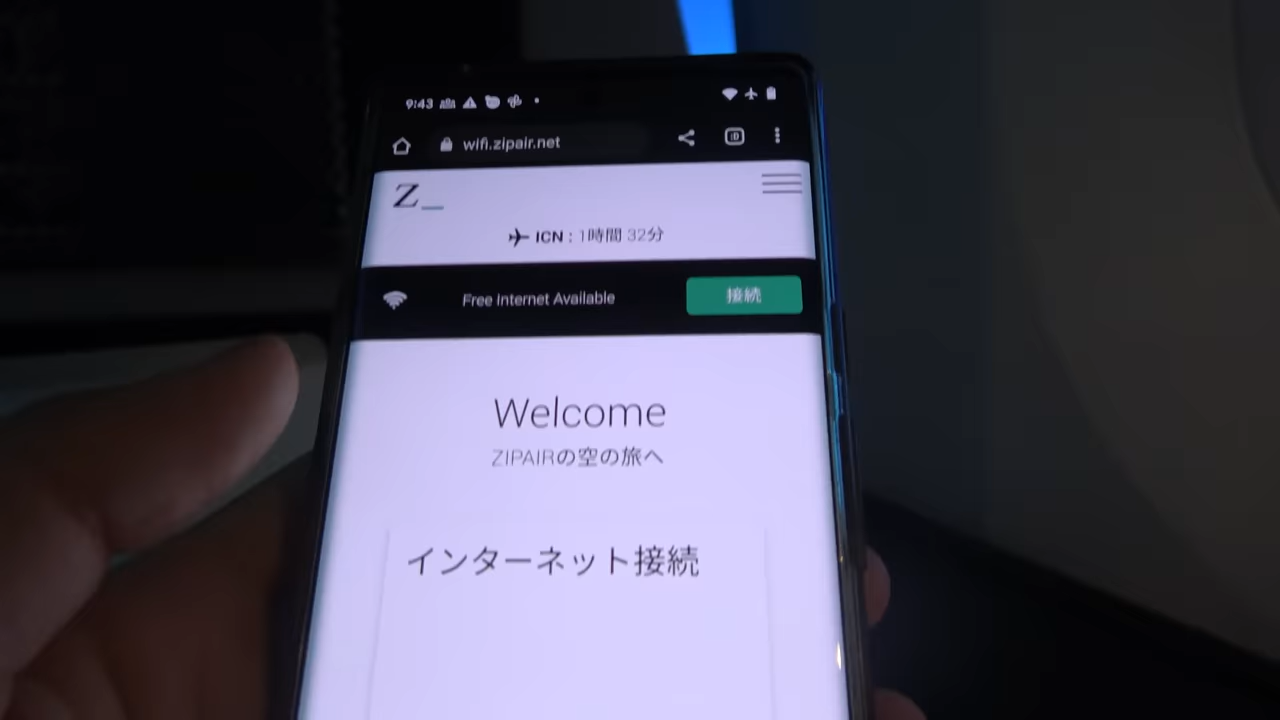 9:43
wifi.zipair.net
:D
Z_
ICN : 1時間 32分
Free Internet Available
接続
Welcome
ZIPAIRの空の旅へ
インターネット接続